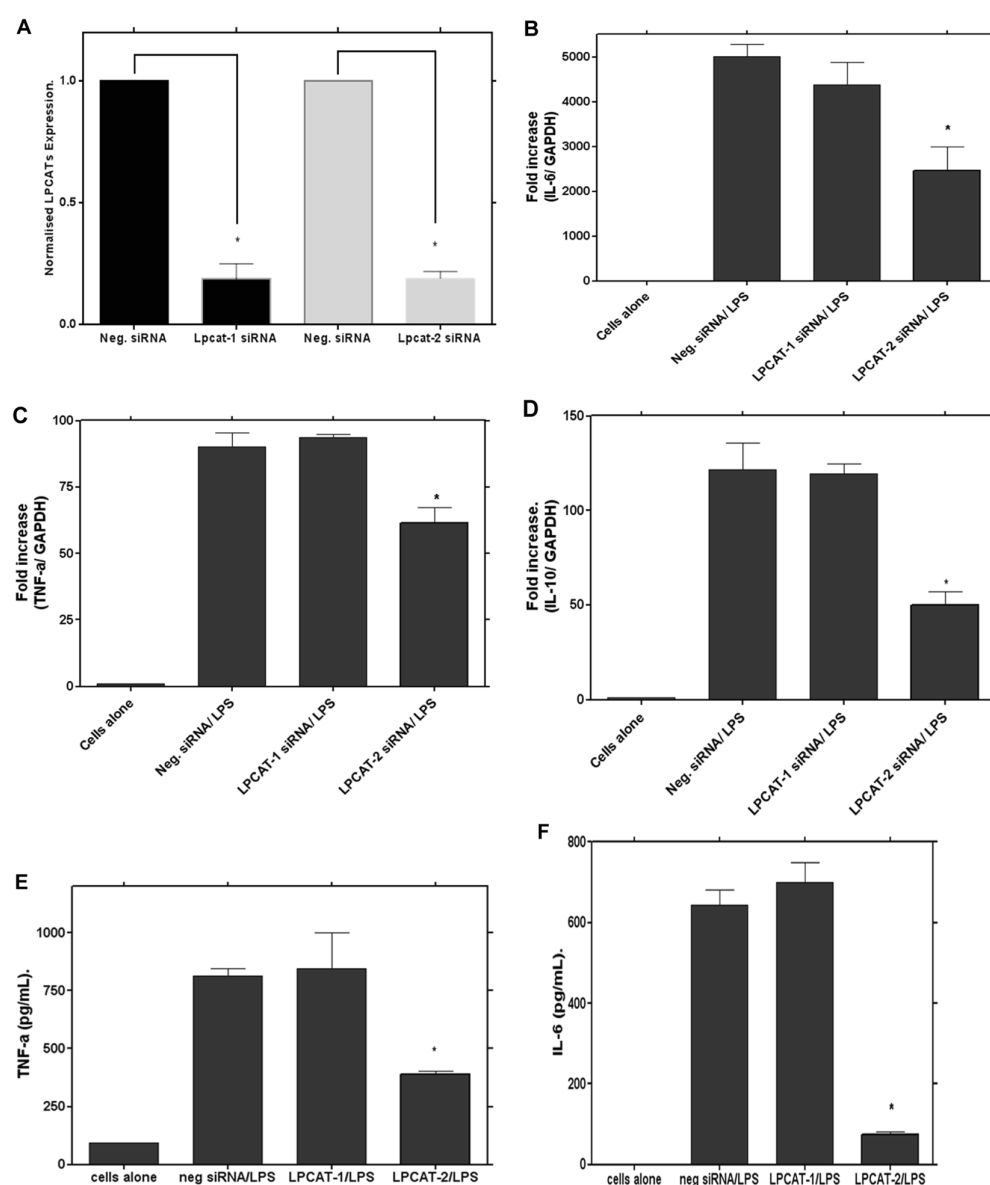 A
Normalised LPCATs Expression.
1.0
0.5
0.0
*
*
Neg. siRNA
Lpcat-1 siRNA
Neg. siRNA
Lpcat-2 siRNA
B
Fold increase
(IL-6/ GAPDH)
5000
4000
3000
2000
1000
0
*
Cells alone
Neg. siRNA/ LPS
LPCAT-1 siRNA/ LPS
LPCAT-2 siRNA/ LPS
C
Fold increase
(TNF-a/ GAPDH)
100
75
50
25
0
*
Cells alone
Neg. siRNA/ LPS
LPCAT-1 siRNA/ LPS
LPCAT-2 siRNA/ LPS
D
Fold increase.
(IL-10/ GAPDH)
150
100
50
0
*
Cells alone
Neg. siRNA/ LPS
LPCAT-1 siRNA/ LPS
LPCAT-2 siRNA/ LPS
E
TNF-a (pg/mL).
1000
750
500
250
0
*
cells alone
neg siRNA/LPS
LPCAT-1/LPS
LPCAT-2/LPS
F
IL-6 (pg/mL).
800
600
400
200
0
*
cells alone
neg siRNA/LPS
LPCAT-1/LPS
LPCAT-2/LPS